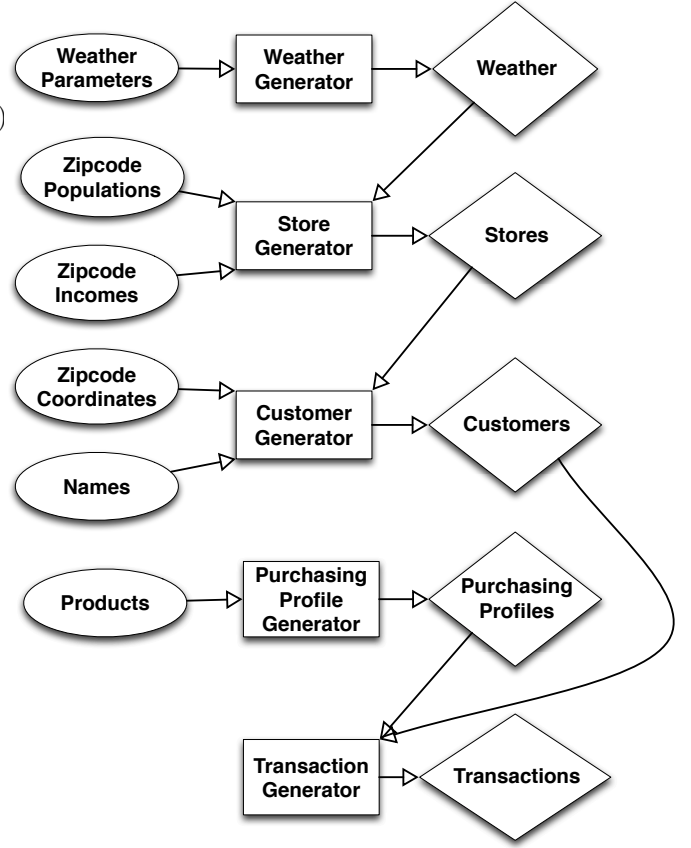 Weather
Parameters
Weather
Generator
Weather
Zipcode
Populations
Store
Generator
Stores
Zipcode
Incomes
Zipcode
Coordinates
Customer
Generator
Customers
Names
Products
Purchasing
Profile
Generator
Purchasing
Profiles
Transaction
Generator
Transactions